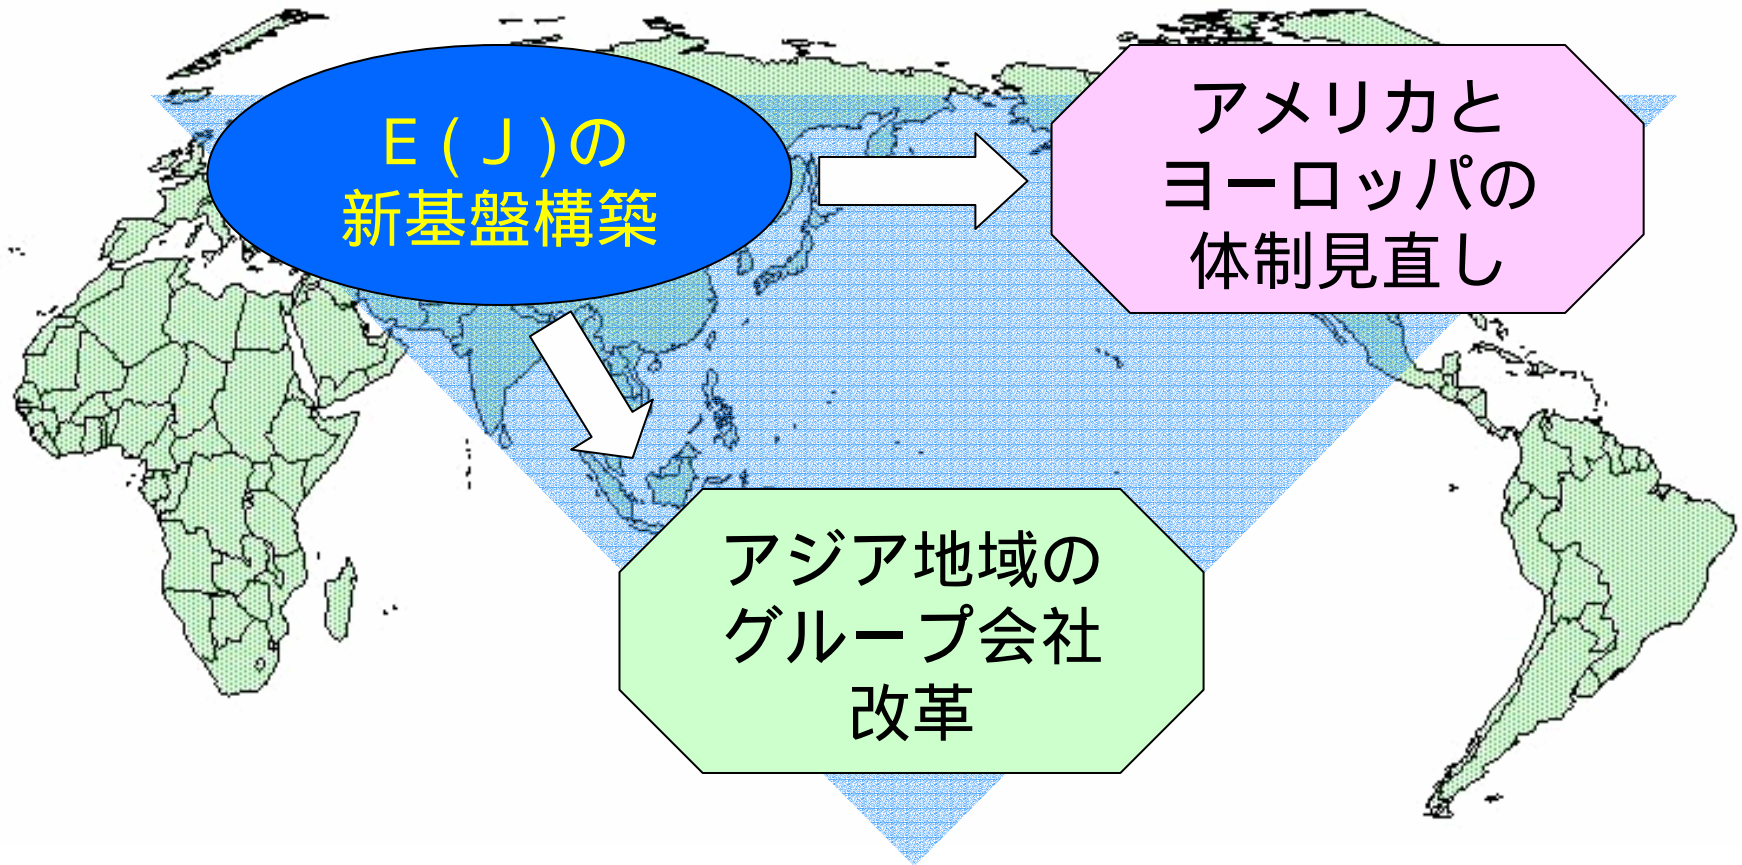 E(J)の
新基盤構築
アメリカと
ヨーロッパの
体制見直し
アジア地域の
グループ会社
改革